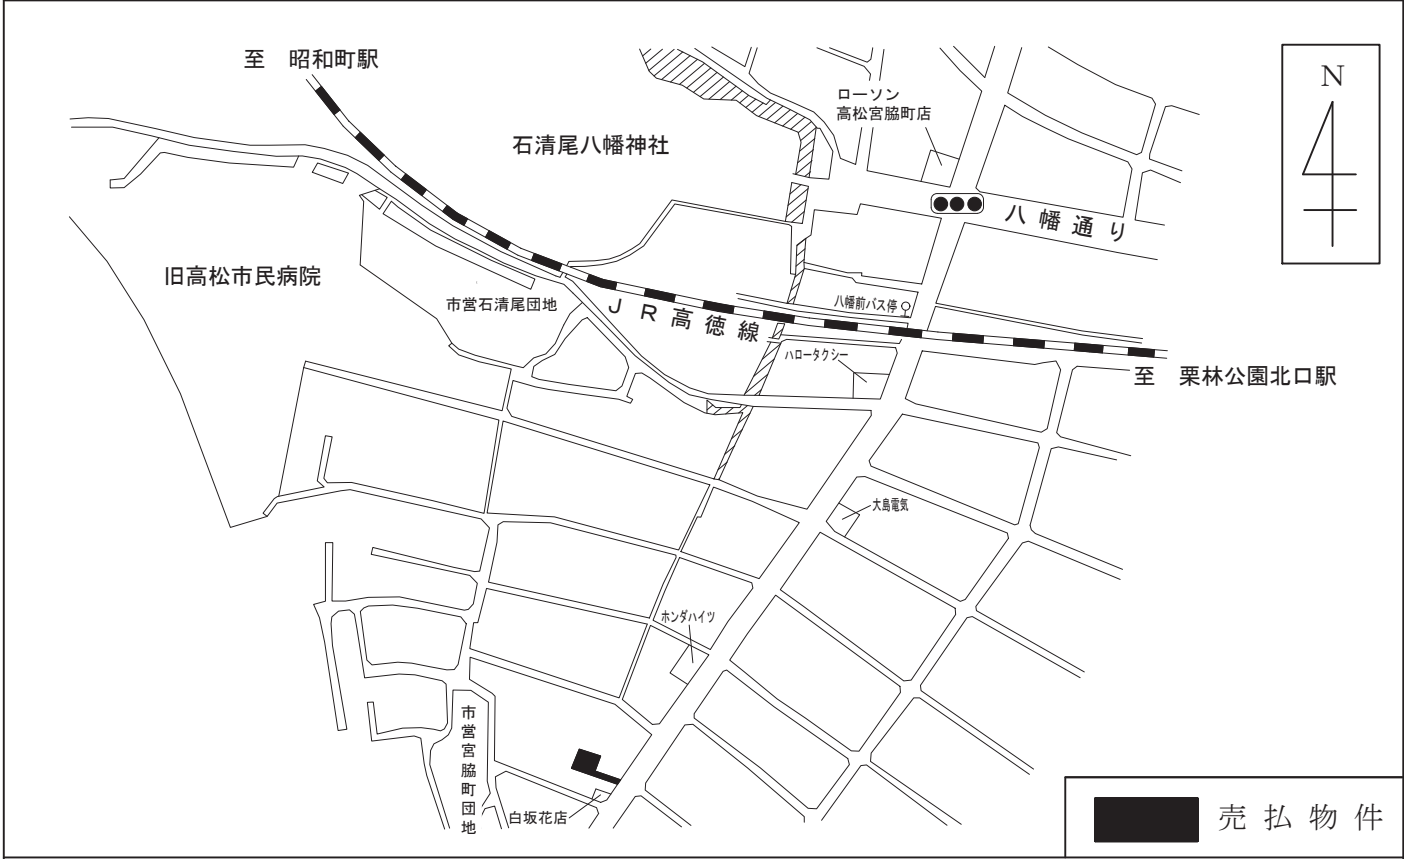 至 昭和町駅
N
ローソン
高松宮脇町店
石清尾八幡神社
八幡通り
旧高松市民病院
市営石清尾団地
八幡前バス停
JR高徳線
ハロータクシー
至 栗林公園北口駅
大島電気
ホンダハイツ
市営宮脇町団地
白坂花店
売払物件